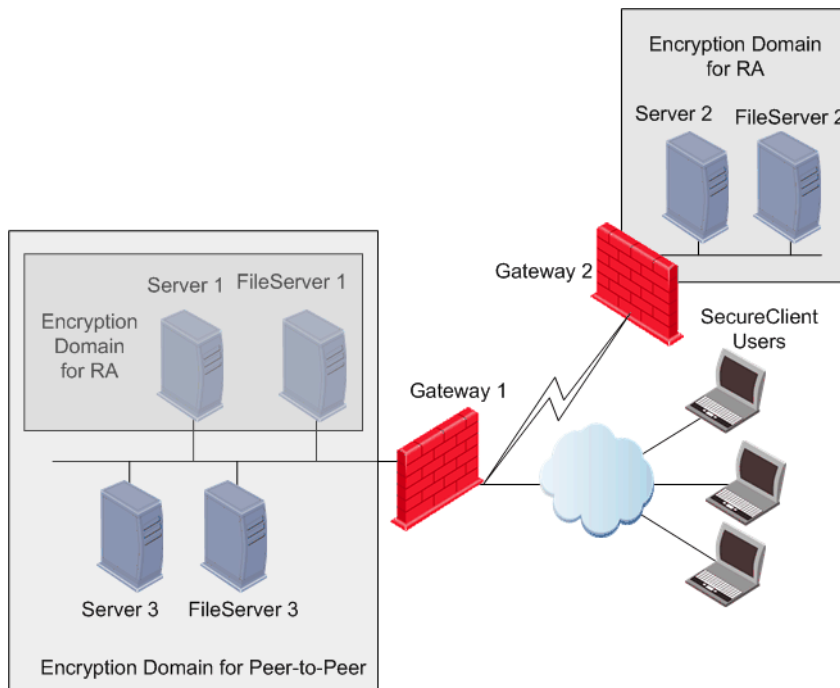 Encryption Domain
for RA
Server 2
FileServer 2
Gateway 2
SecureClient
Users
Server 1
FileServer 1
Encryption
Domain
for RA
Gateway 1
Server 3
FileServer 3
Encryption Domain for Peer-to-Peer